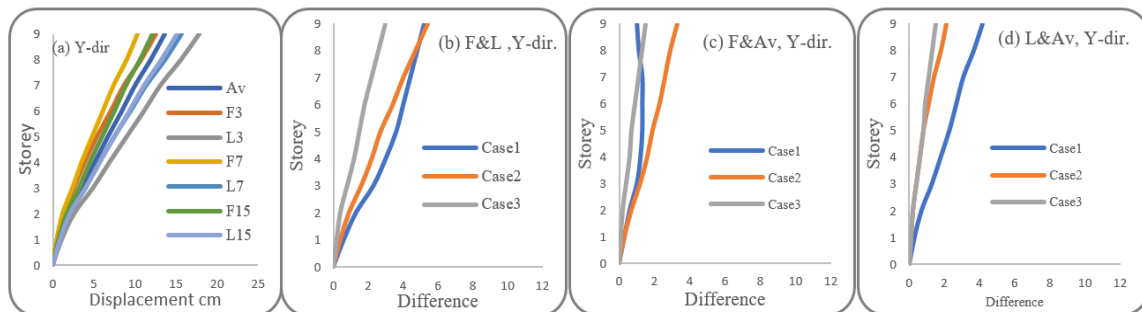 (a) Y-dir
9
8
7
6
5
4
3
2
1
0
Storey
Av
F3
L3
F7
L7
F15
L15
0 5 10 15 20 25
Displacement cm
(b) F&L ,Y-dir.
9
8
7
6
5
4
3
2
1
0
Storey
Case1
Case2
Case3
0 2 4 6 8 10 12
Difference
(c) F&Av, Y-dir.
9
8
7
6
5
4
3
2
1
0
Storey
Case1
Case2
Case3
0 2 4 6 8 10 12
Difference
(d) L&Av, Y-dir.
9
8
7
6
5
4
3
2
1
0
Storey
Case1
Case2
Case3
0 2 4 6 8 10 12
Difference